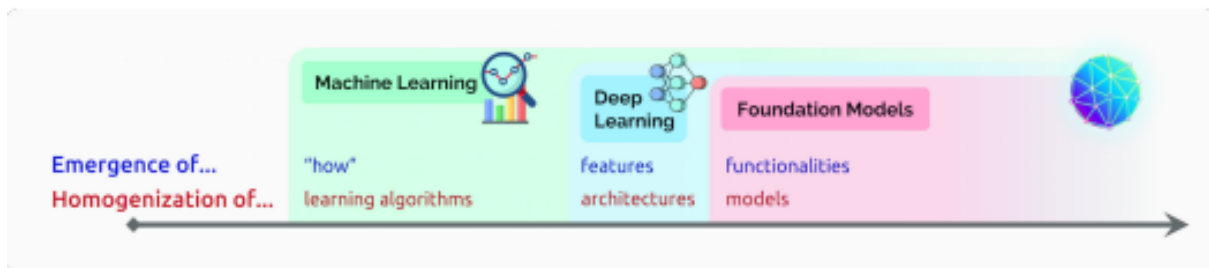 Machine Learning
Deep
Learning
Foundation Models
Emergence of... "how" features functionalities
Homogenization of... learning algorithms architectures models